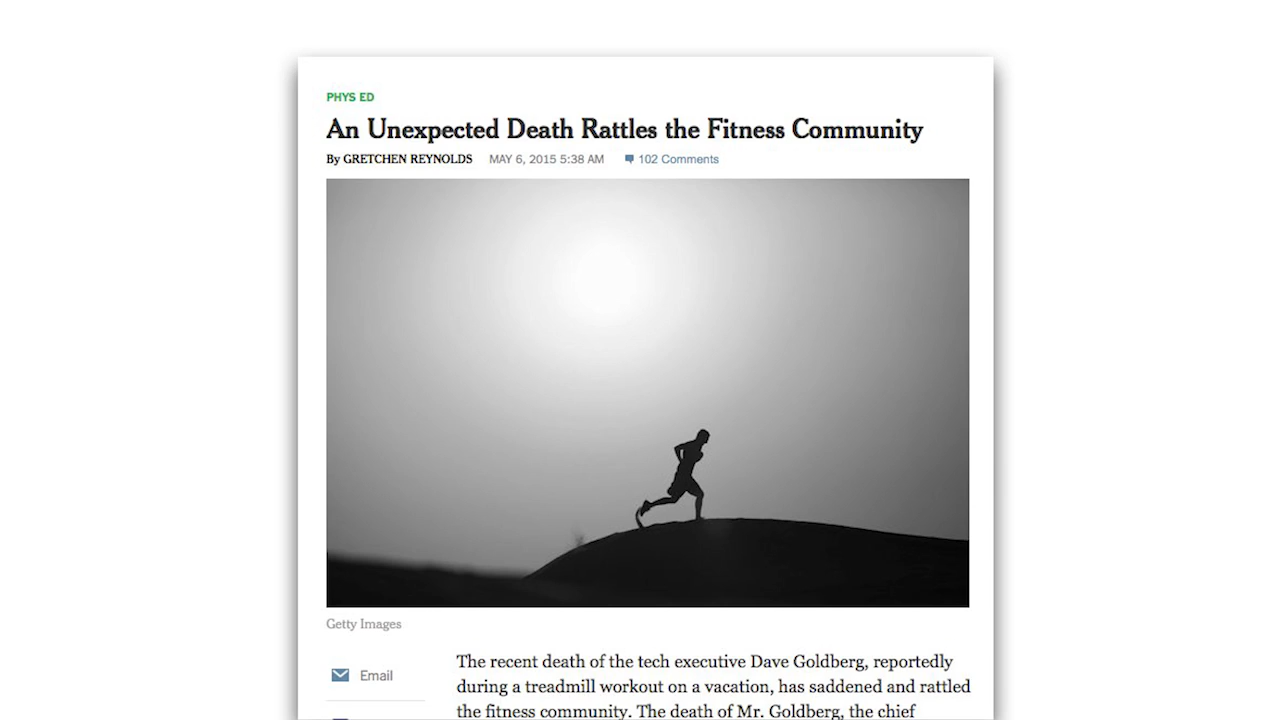 PHYS ED
An Unexpected Death Rattles the Fitness Community
By GRETCHEN REYNOLDS MAY 6, 2015 5:38 AM 102 Comments
Getty Images
Email
The recent death of the tech executive Dave Goldberg, reportedly
during a treadmill workout on a vacation, has saddened and rattled
the fitness community. The death of Mr. Goldberg, the chief